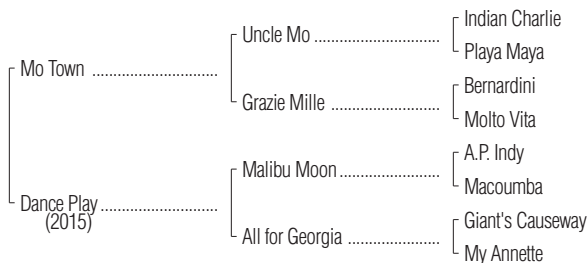 Indian Charlie
Uncle Mo
Playa Maya
Mo Town
Bernardini
Grazie Mille
Molto Vita
A.P. Indy
Malibu Moon
Macoumba
Dance Play
(2015)
Giant's Causeway
All for Georgia
My Annette